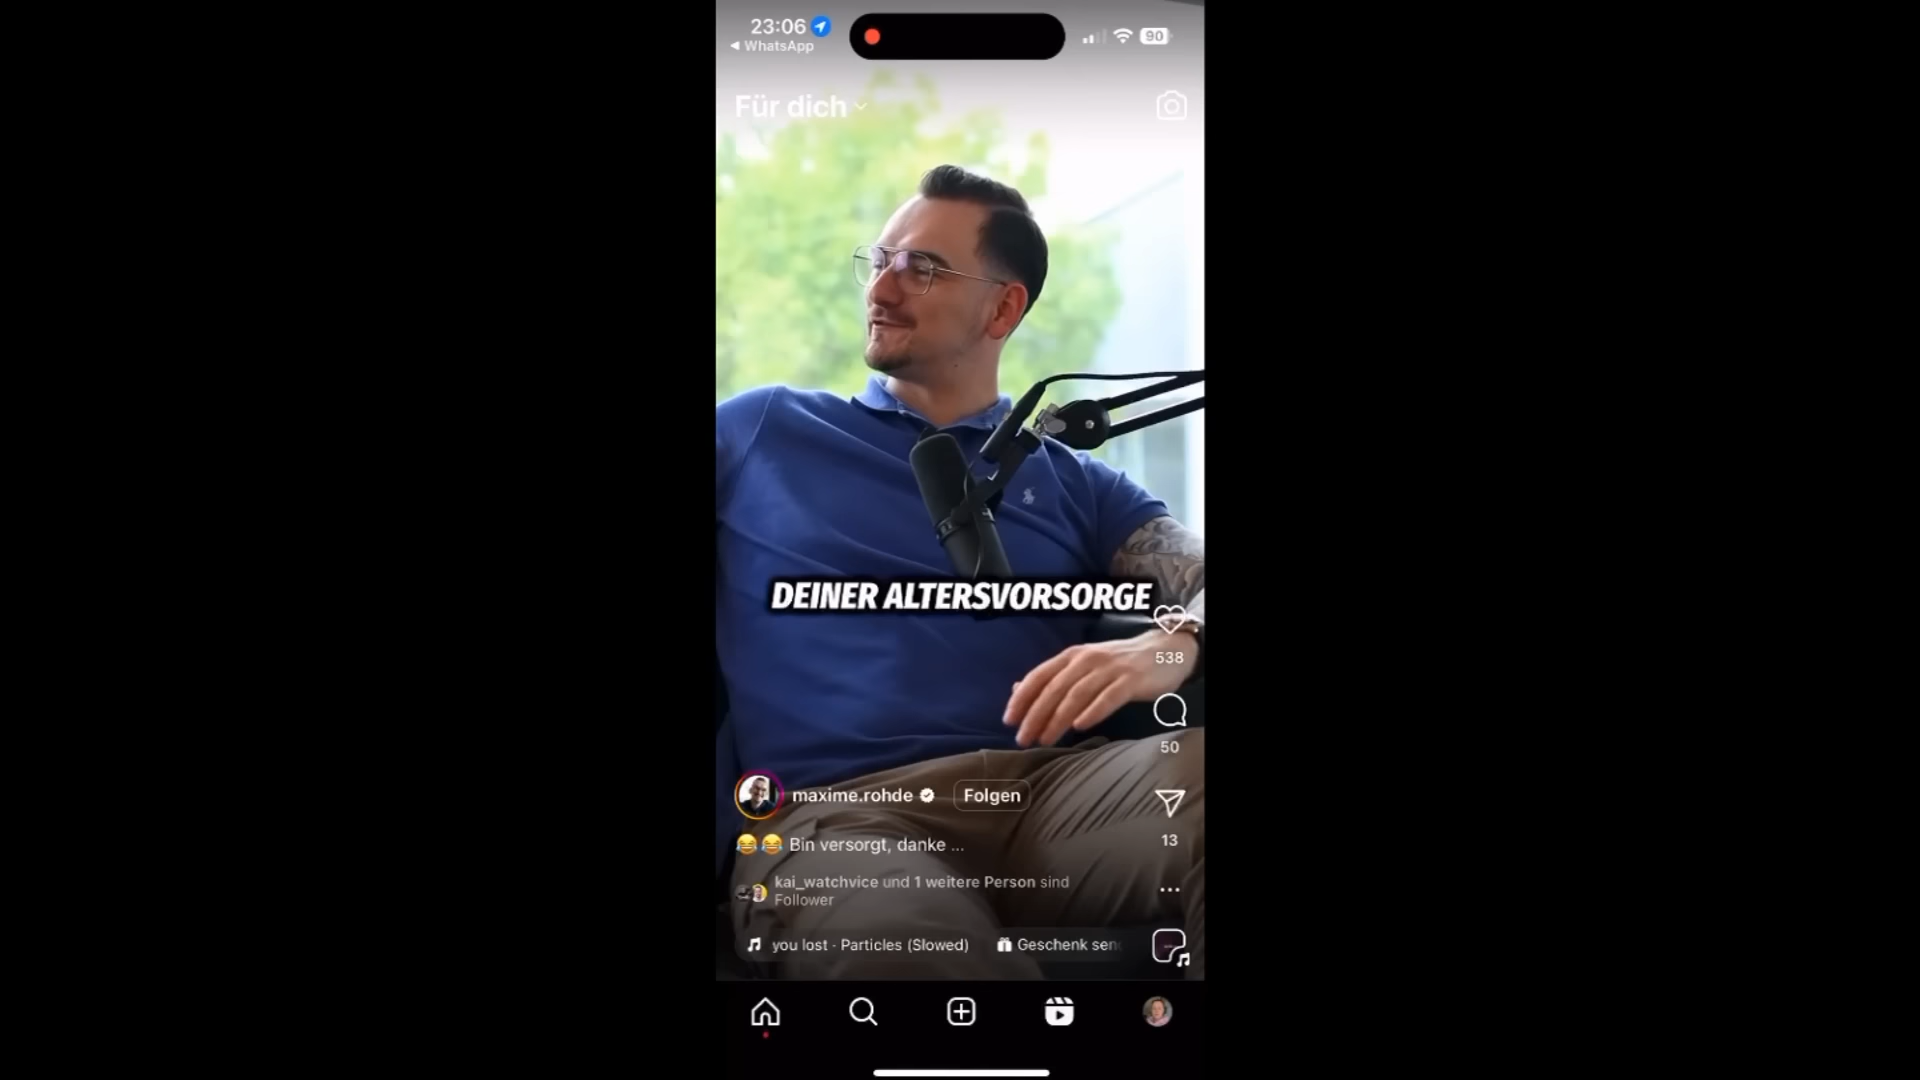 23:06
90
◀ WhatsApp
Für dich
DEINER ALTERSVORSORGE
538
50
maxime.rohde
Folgen
13
😂😂 Bin versorgt, danke ...
kai_watchvice und 1 weitere Person sind
Follower
you lost · Particles (Slowed)
Geschenk sen